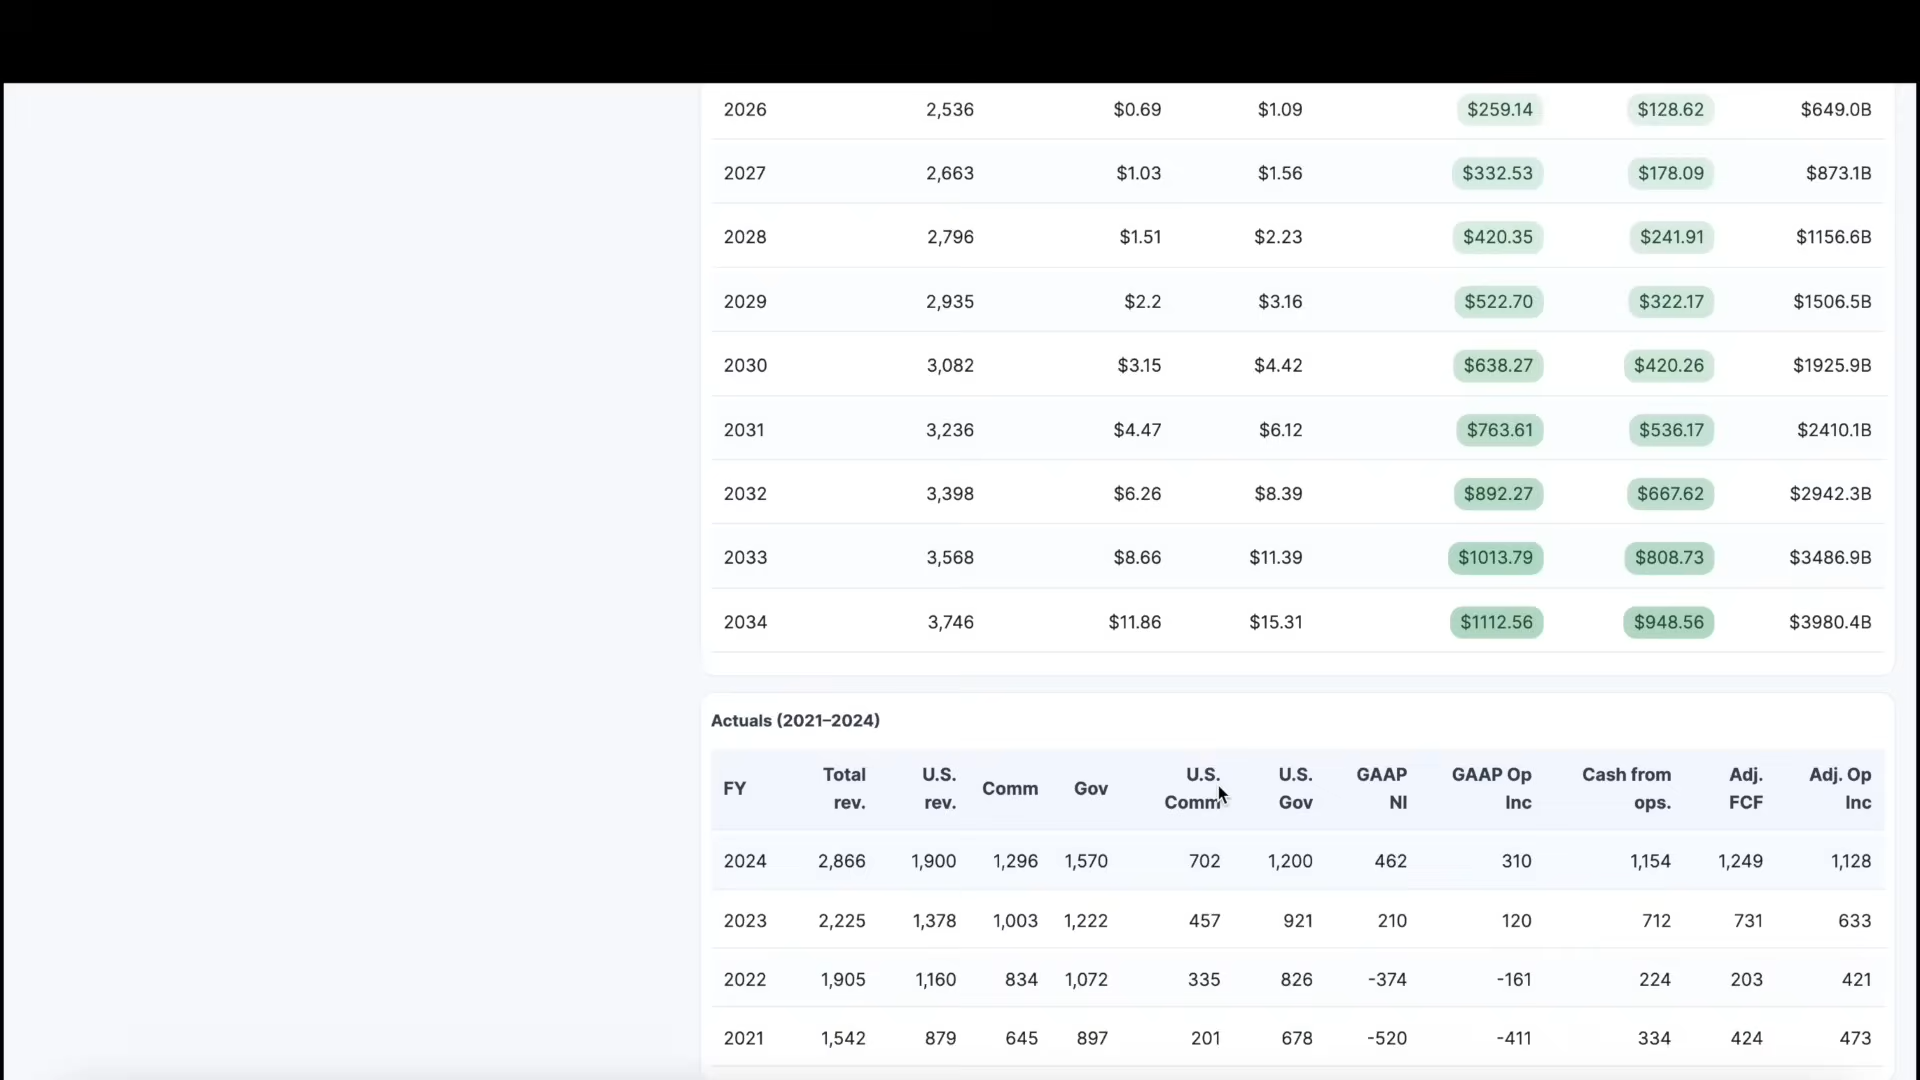 2026 2,536 $0.69 $1.09 $259.14 $128.62 $649.0B
2027 2,663 $1.03 $1.56 $332.53 $178.09 $873.1B
2028 2,796 $1.51 $2.23 $420.35 $241.91 $1156.6B
2029 2,935 $2.2 $3.16 $522.70 $322.17 $1506.5B
2030 3,082 $3.15 $4.42 $638.27 $420.26 $1925.9B
2031 3,236 $4.47 $6.12 $763.61 $536.17 $2410.1B
2032 3,398 $6.26 $8.39 $892.27 $667.62 $2942.3B
2033 3,568 $8.66 $11.39 $1013.79 $808.73 $3486.9B
2034 3,746 $11.86 $15.31 $1112.56 $948.56 $3980.4B
Actuals (2021–2024)
FY Total rev. U.S. rev. Comm Gov U.S. Comm U.S. Gov GAAP NI GAAP Op Inc Cash from ops. Adj. FCF Adj. Op Inc
2024 2,866 1,900 1,296 1,570 702 1,200 462 310 1,154 1,249 1,128
2023 2,225 1,378 1,003 1,222 457 921 210 120 712 731 633
2022 1,905 1,160 834 1,072 335 826 -374 -161 224 203 421
2021 1,542 879 645 897 201 678 -520 -411 334 424 473